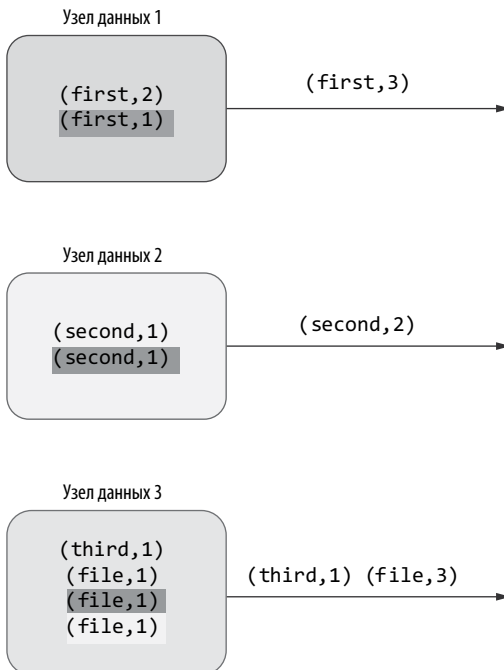 Узел данных 1
(first,2)
(first,1)
(first,3)
Узел данных 2
(second,1)
(second,1)
(second,2)
Узел данных 3
(third,1)
(file,1)
(file,1)
(file,1)
(third,1) (file,3)